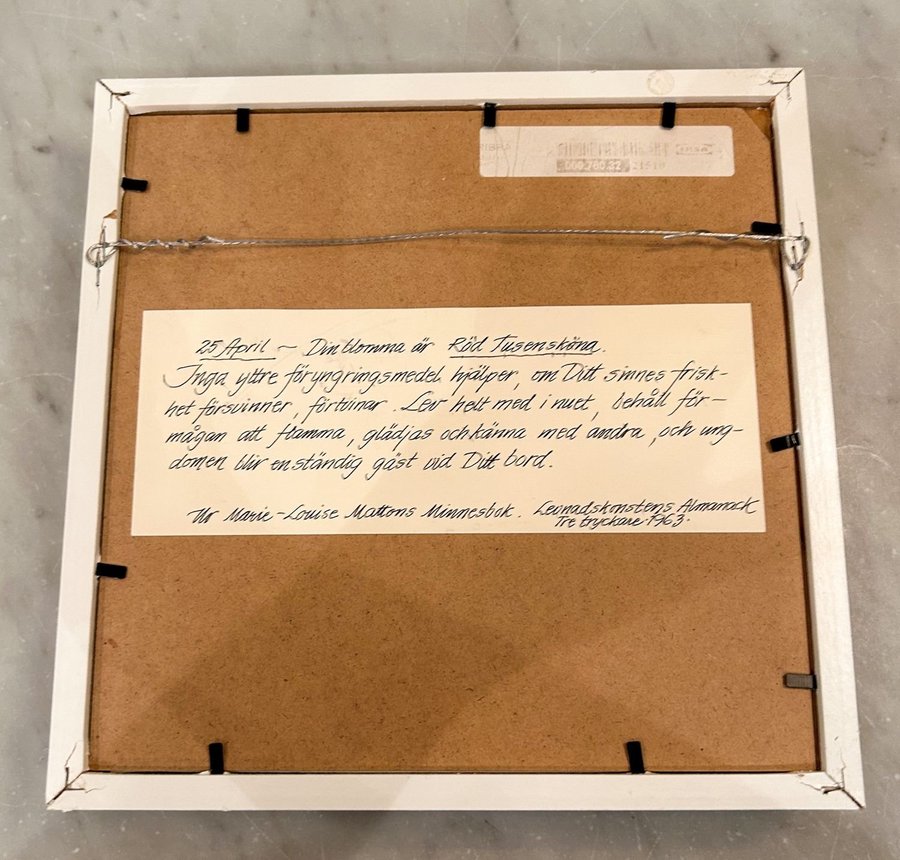 IKEA
21510
25 April ~ Din blomma är Röd Tusensköna.
Inga yttre föryngringsmedel hjälper, om Ditt sinnes frisk-
het försvinner, förtvinar. Lev helt med i nuet, behåll för-
mågan att flamma, glädjas och känna med andra, och ung-
domen blir en ständig gäst vid Ditt bord.
Ur Marie-Louise Mattons Minnesbok. Levnadskonstens Almanack
Tre tryckare·1963·